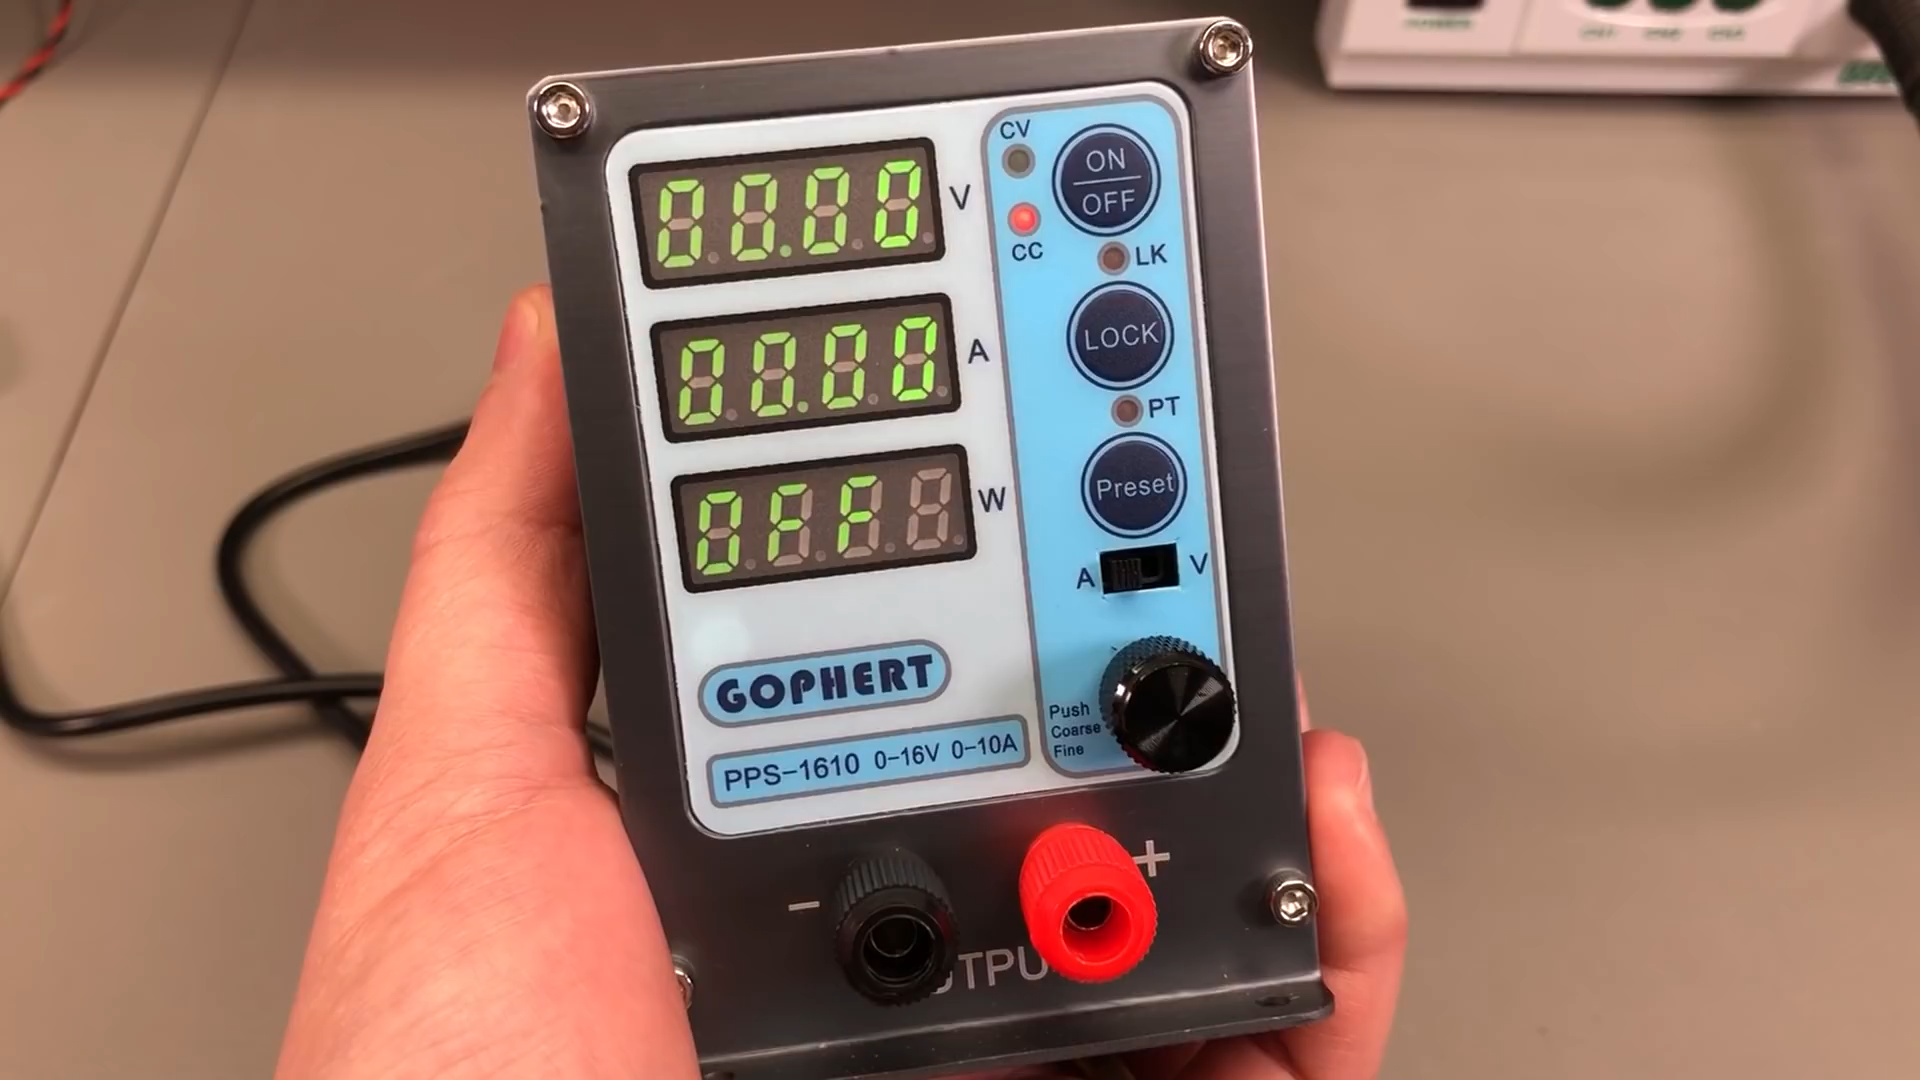 00.00 V
00.00 A
OFF W
CV
CC
ON
OFF
LK
LOCK
PT
Preset
A V
Push
Coarse
Fine
GOPHERT
PPS-1610 0-16V 0-10A
- +